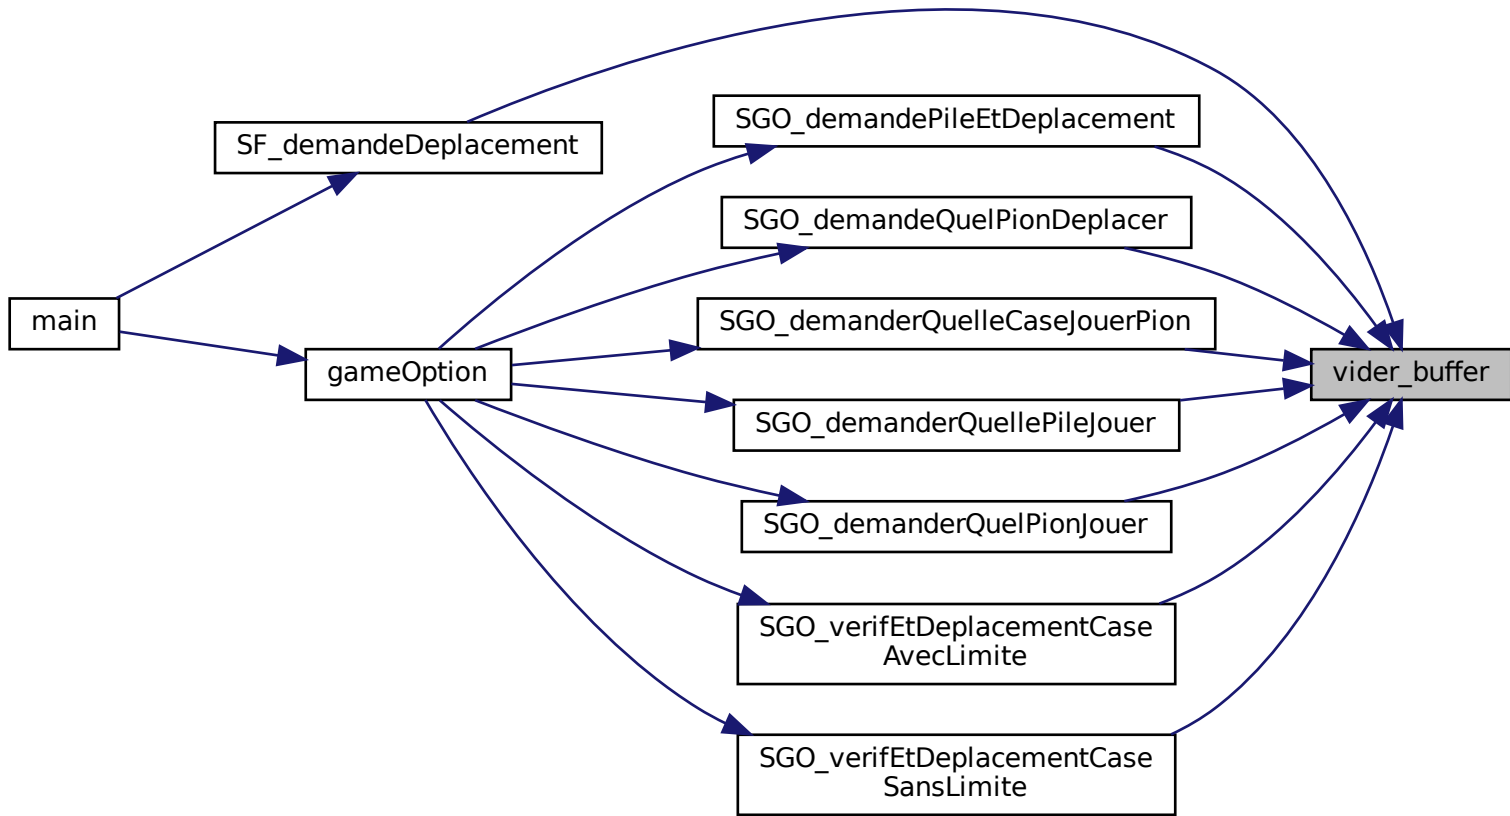 SGO_demandePileEtDeplacement
SF_demandeDeplacement
SGO_demandeQuelPionDeplacer
main
SGO_demanderQuelleCaseJouerPion
gameOption
vider_buffer
SGO_demanderQuellePileJouer
SGO_demanderQuelPionJouer
SGO_verifEtDeplacementCase
AvecLimite
SGO_verifEtDeplacementCase
SansLimite